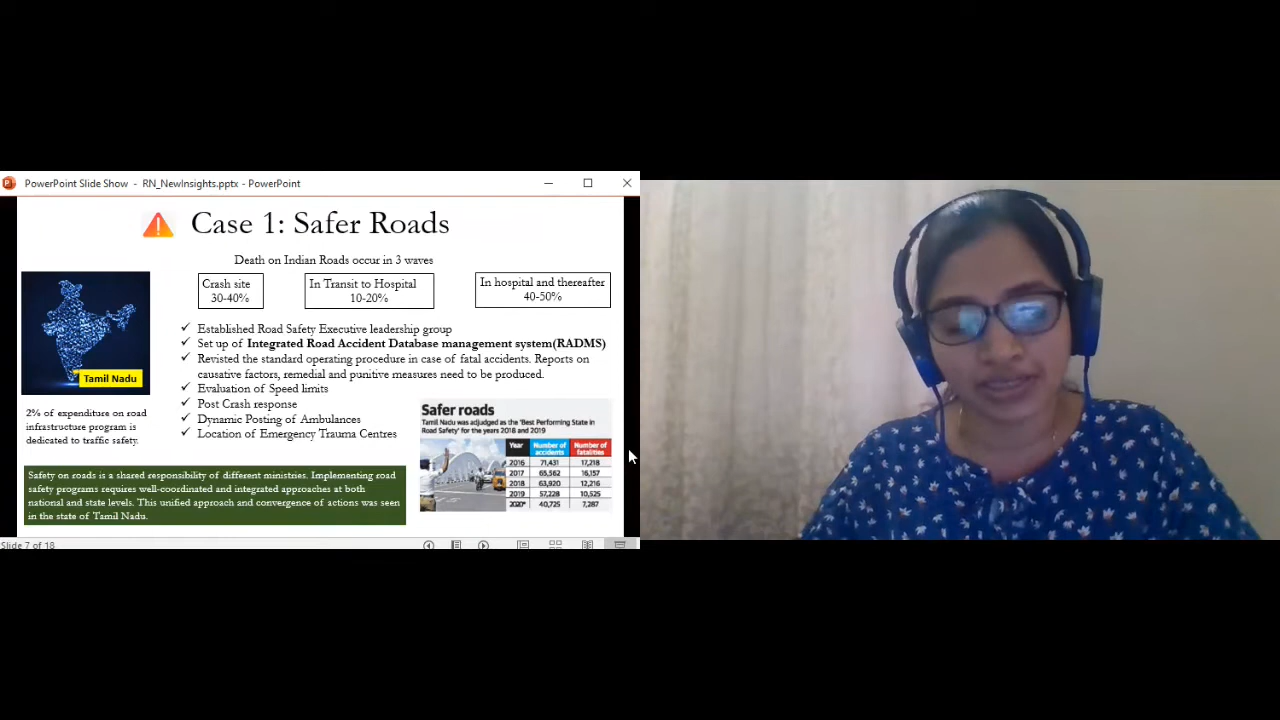 PowerPoint Slide Show - RN_NewInsights.pptx - PowerPoint
Case 1: Safer Roads
Death on Indian Roads occur in 3 waves
Crash site
30-40%
In Transit to Hospital
10-20%
In hospital and thereafter
40-50%
Tamil Nadu
2% of expenditure on road
infrastructure program is
dedicated to traffic safety.
✓ Established Road Safety Executive leadership group
✓ Set up of Integrated Road Accident Database management system(RADMS)
✓ Revisted the standard operating procedure in case of fatal accidents. Reports on
causative factors, remedial and punitive measures need to be produced.
✓ Evaluation of Speed limits
✓ Post Crash response
✓ Dynamic Posting of Ambulances
✓ Location of Emergency Trauma Centres
Safety on roads is a shared responsibility of different ministries. Implementing road
safety programs requires well-coordinated and integrated approaches at both
national and state levels. This unified approach and convergence of actions was seen
in the state of Tamil Nadu.
Safer roads
Tamil Nadu was adjudged as the 'Best Performing State in
Road Safety' for the years 2018 and 2019
Year Number of accidents Number of fatalities
2016 71,431 17,218
2017 65,562 16,157
2018 63,920 12,216
2019 57,228 10,525
2020* 40,725 7,287
Slide 7 of 18